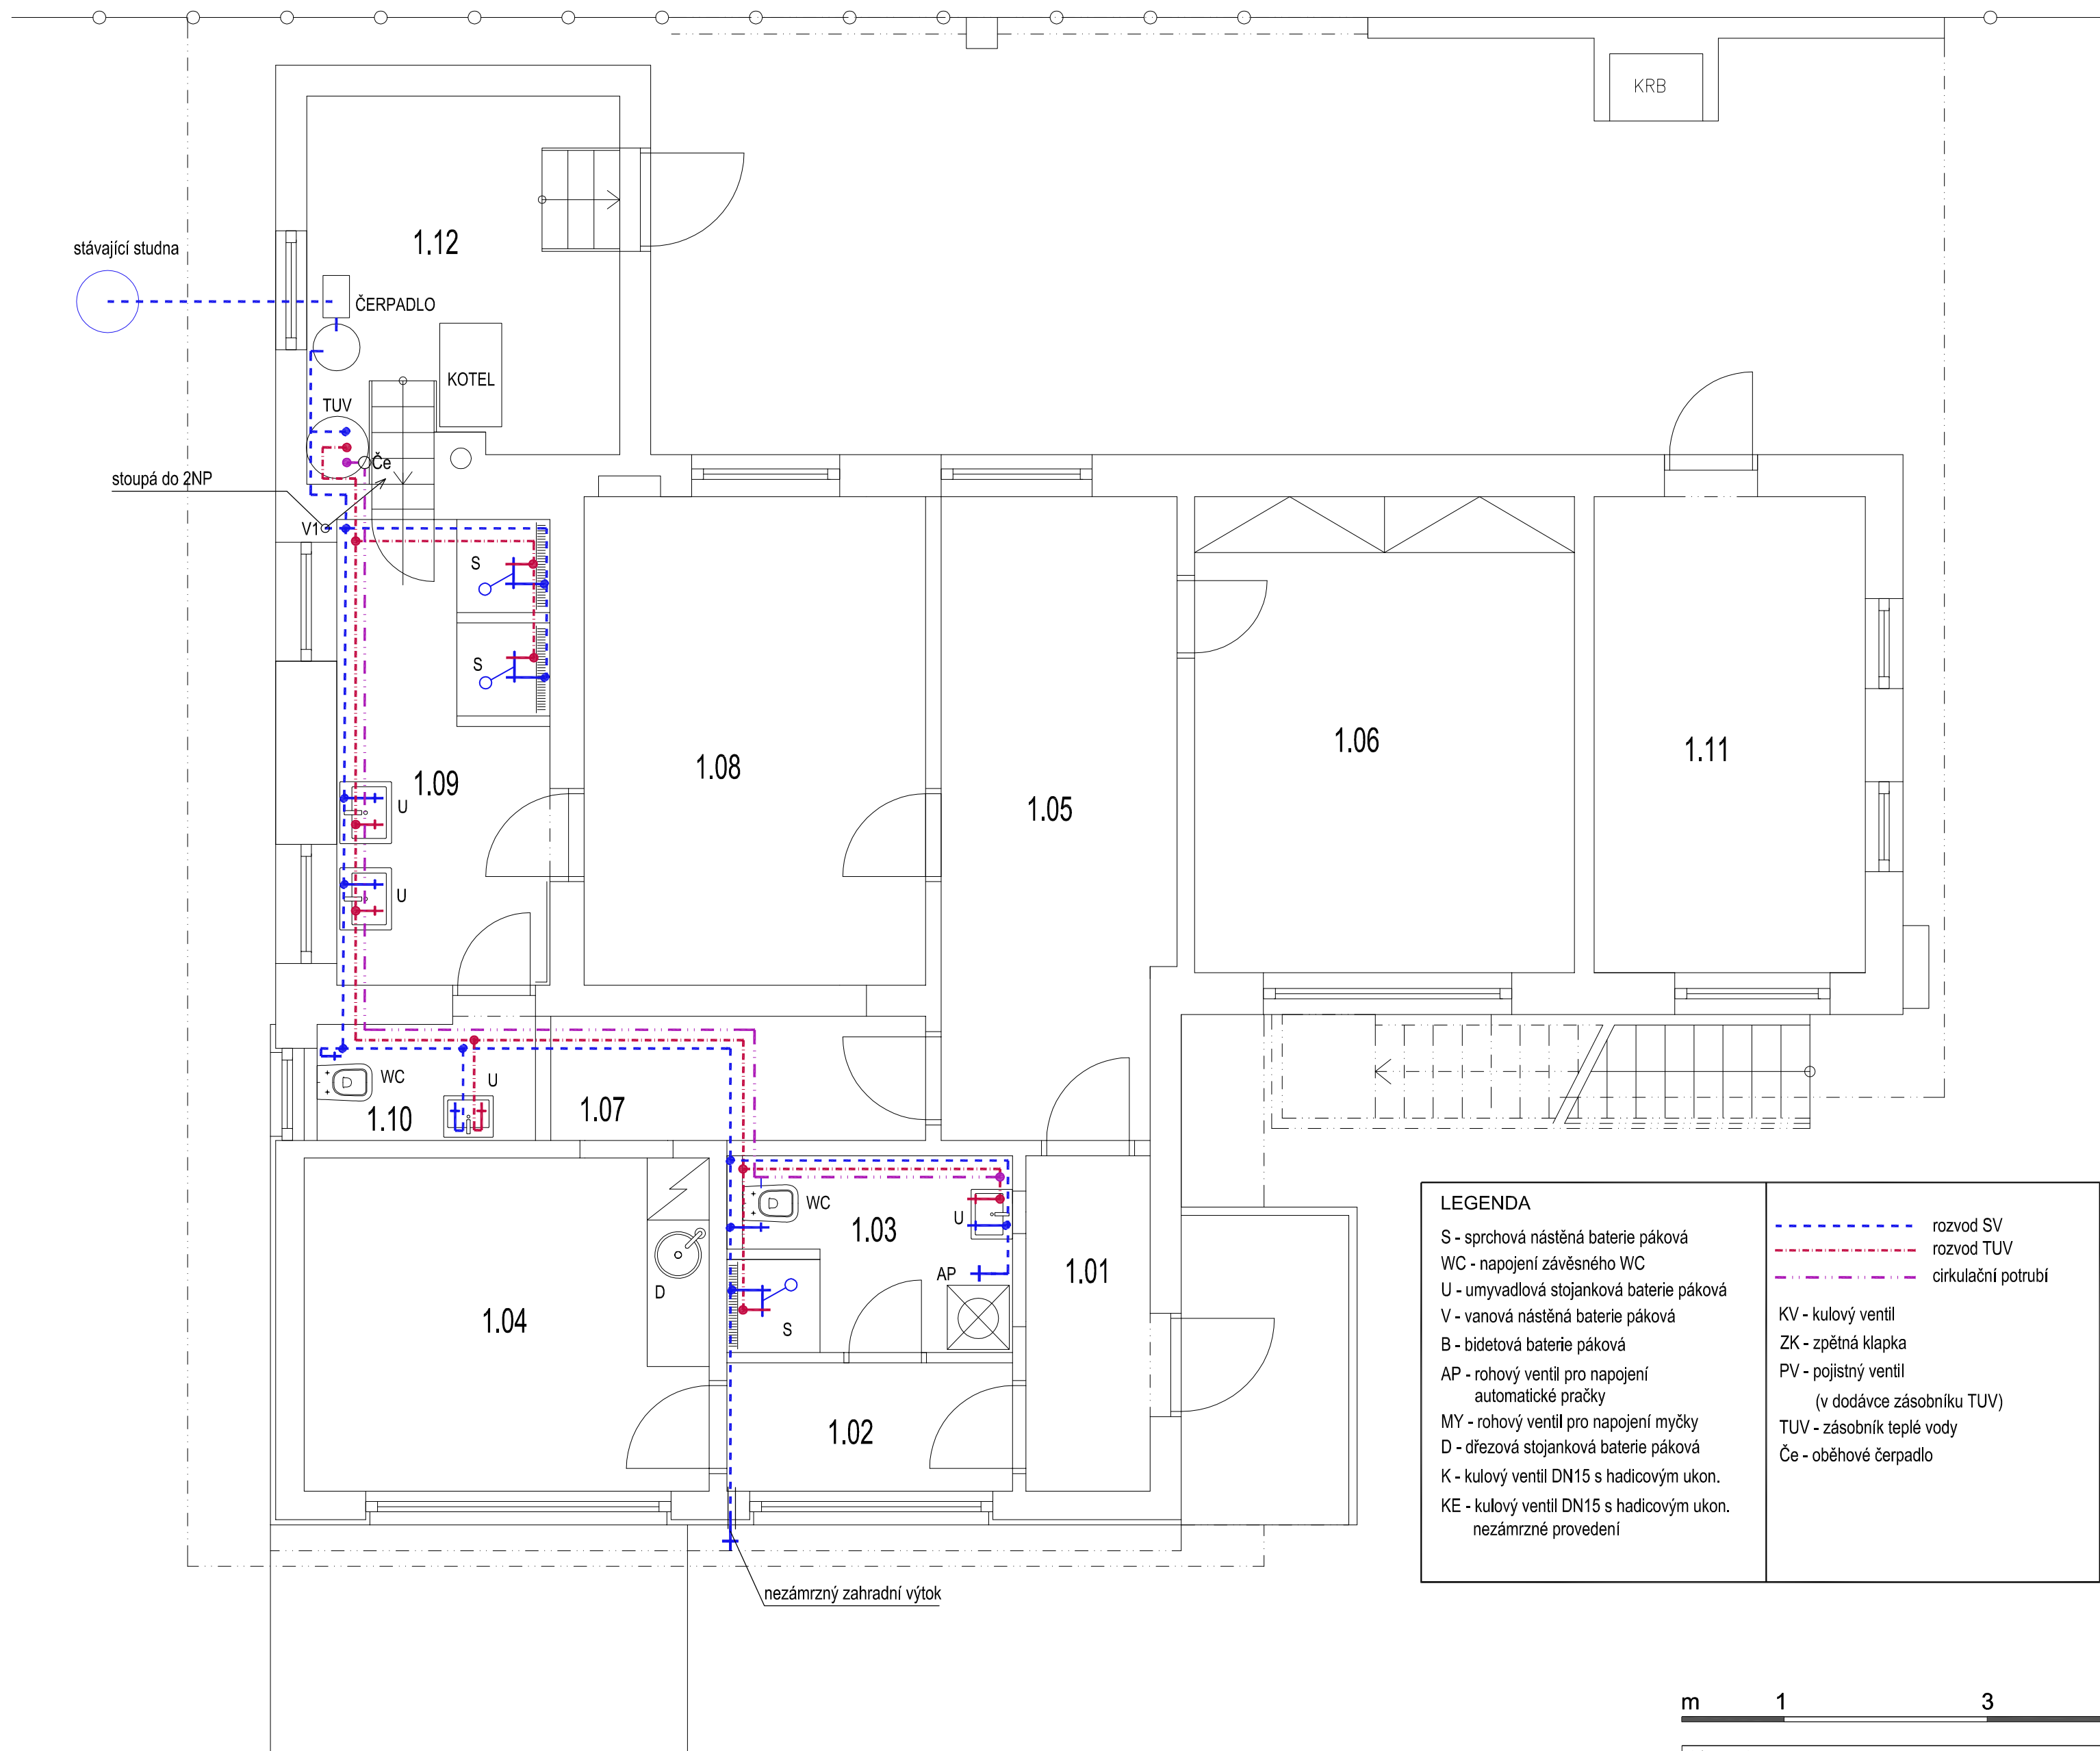 KRB
1.12
stávající studna
ČERPADLO
KOTEL
TUV
Če
stoupá do 2NP
V1
S
S
1.08
1.06
1.11
1.09
U
1.05
U
WC
U
1.10
1.07
WC
U
1.03
AP
1.01
D
S
1.04
1.02
nezámrzný zahradní výtok
LEGENDA
S - sprchová nástěná baterie páková
WC - napojení závěsného WC
U - umyvadlová stojanková baterie páková
V - vanová nástěná baterie páková
B - bidetová baterie páková
AP - rohový ventil pro napojení
automatické pračky
MY - rohový ventil pro napojení myčky
D - dřezová stojanková baterie páková
K - kulový ventil DN15 s hadicovým ukon.
KE - kulový ventil DN15 s hadicovým ukon.
nezámrzné provedení
rozvod SV
rozvod TUV
cirkulační potrubí
KV - kulový ventil
ZK - zpětná klapka
PV - pojistný ventil
(v dodávce zásobníku TUV)
TUV - zásobník teplé vody
Če - oběhové čerpadlo
m 1 3